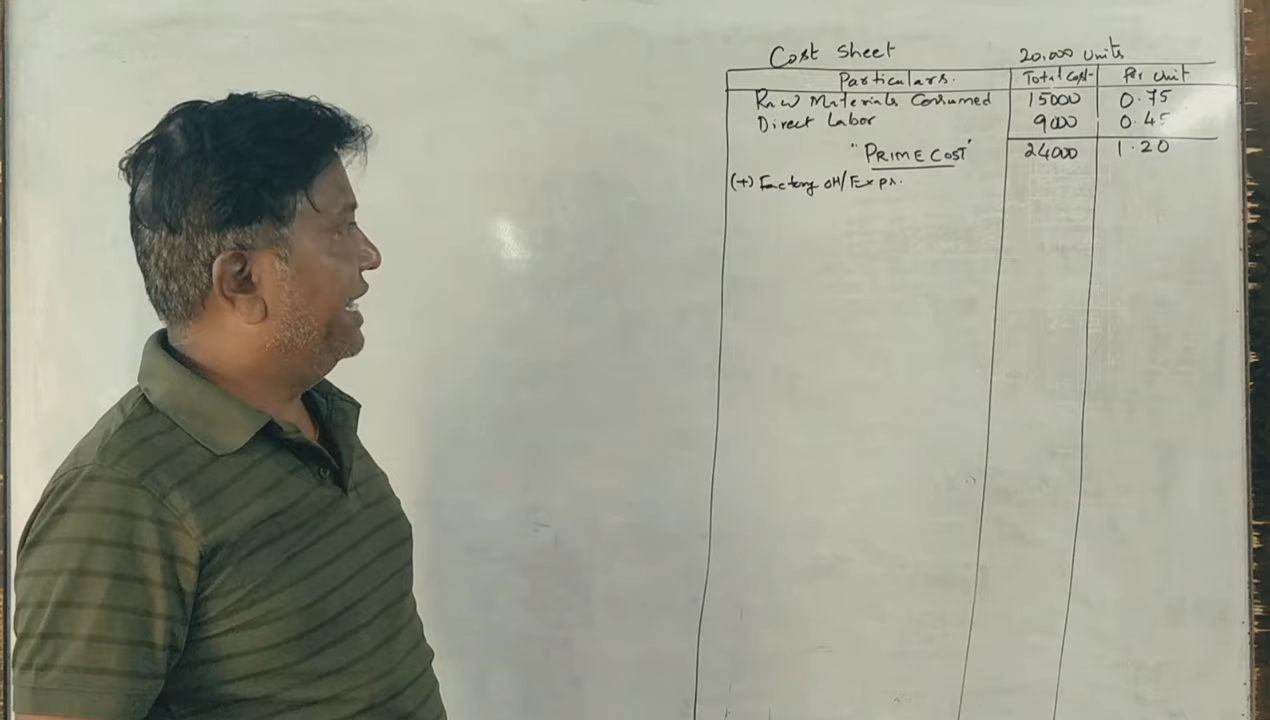 Cost Sheet 20,000 Units
Particulars. Total Cost Per Unit
Raw Materials Consumed 15000 0.75
Direct Labor 9000 0.45
"PRIME COST" 24000 1.20
(+) Factory OH/Expn.